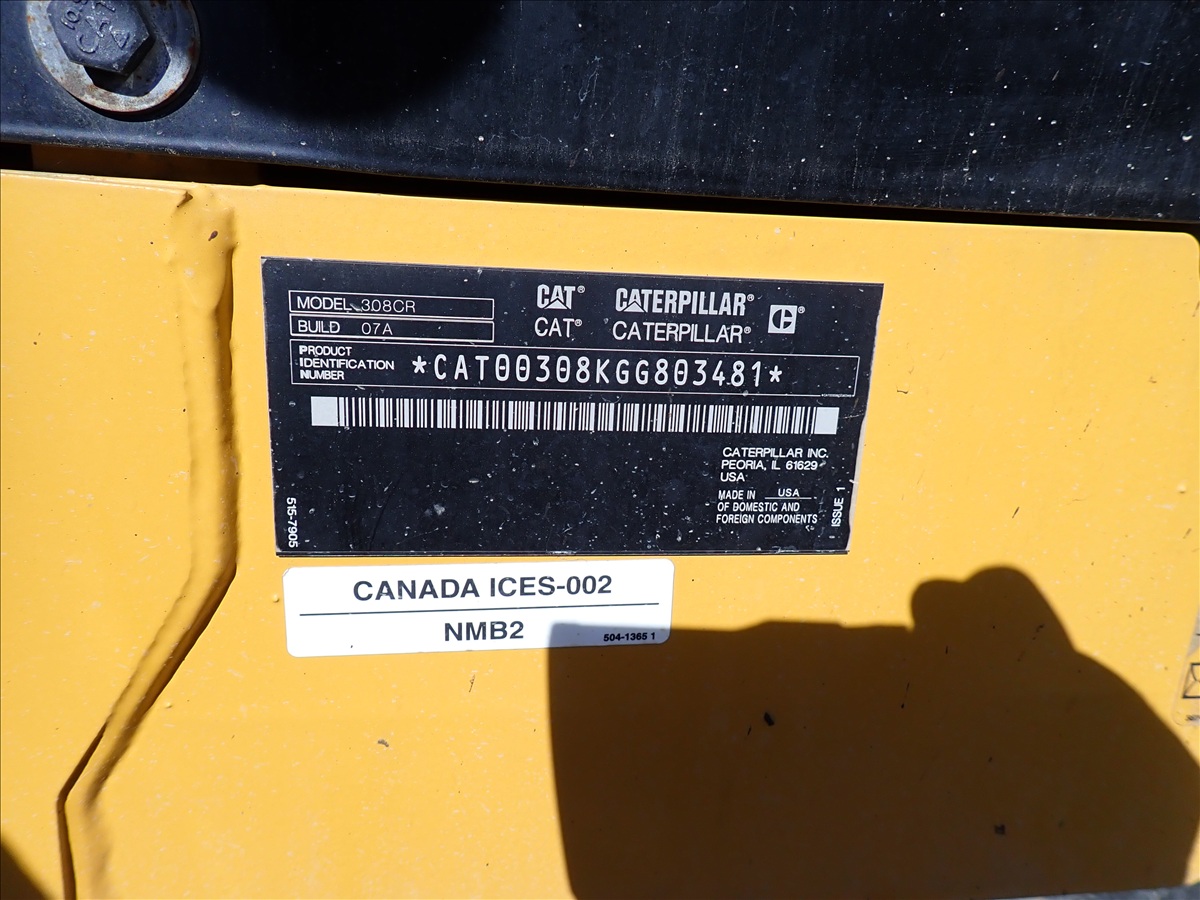 CAT
MODEL 308CR
BUILD 07A
CAT® CATERPILLAR® C®
CAT® CATERPILLAR®
PRODUCT
IDENTIFICATION
NUMBER
*CAT00308KGG803481*
CATERPILLAR INC.
PEORIA, IL 61629
USA
MADE IN USA
OF DOMESTIC AND
FOREIGN COMPONENTS
ISSUE 1
515-7905
CANADA ICES-002
NMB2
504-1365 1